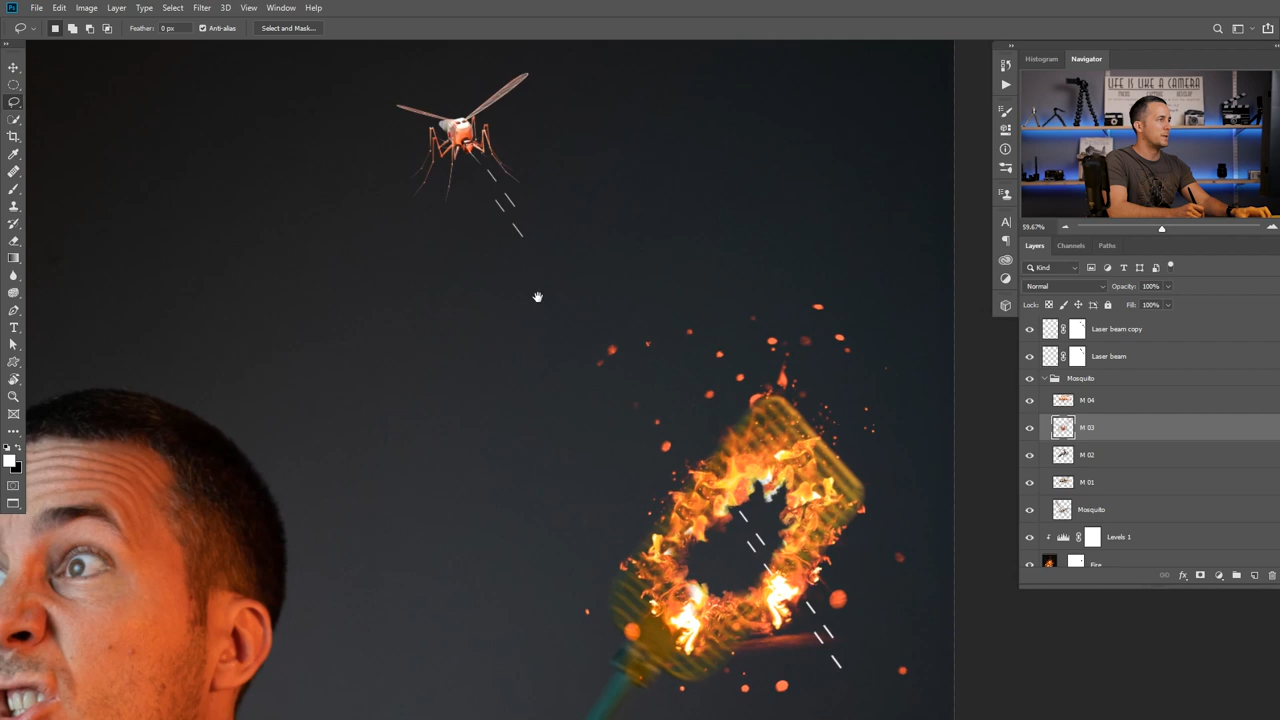 Ps File Edit Image Layer Type Select Filter 3D View Window Help
Feather: 0 px Anti-alias Select and Mask...
Histogram Navigator
LIFE IS LIKE A CAMERA
59.67%
Layers Channels Paths
Kind
Normal Opacity: 100%
Lock: Fill: 100%
Laser beam copy
Laser beam
Mosquito
M 04
M 03
M 02
M 01
Mosquito
Levels 1
Fire